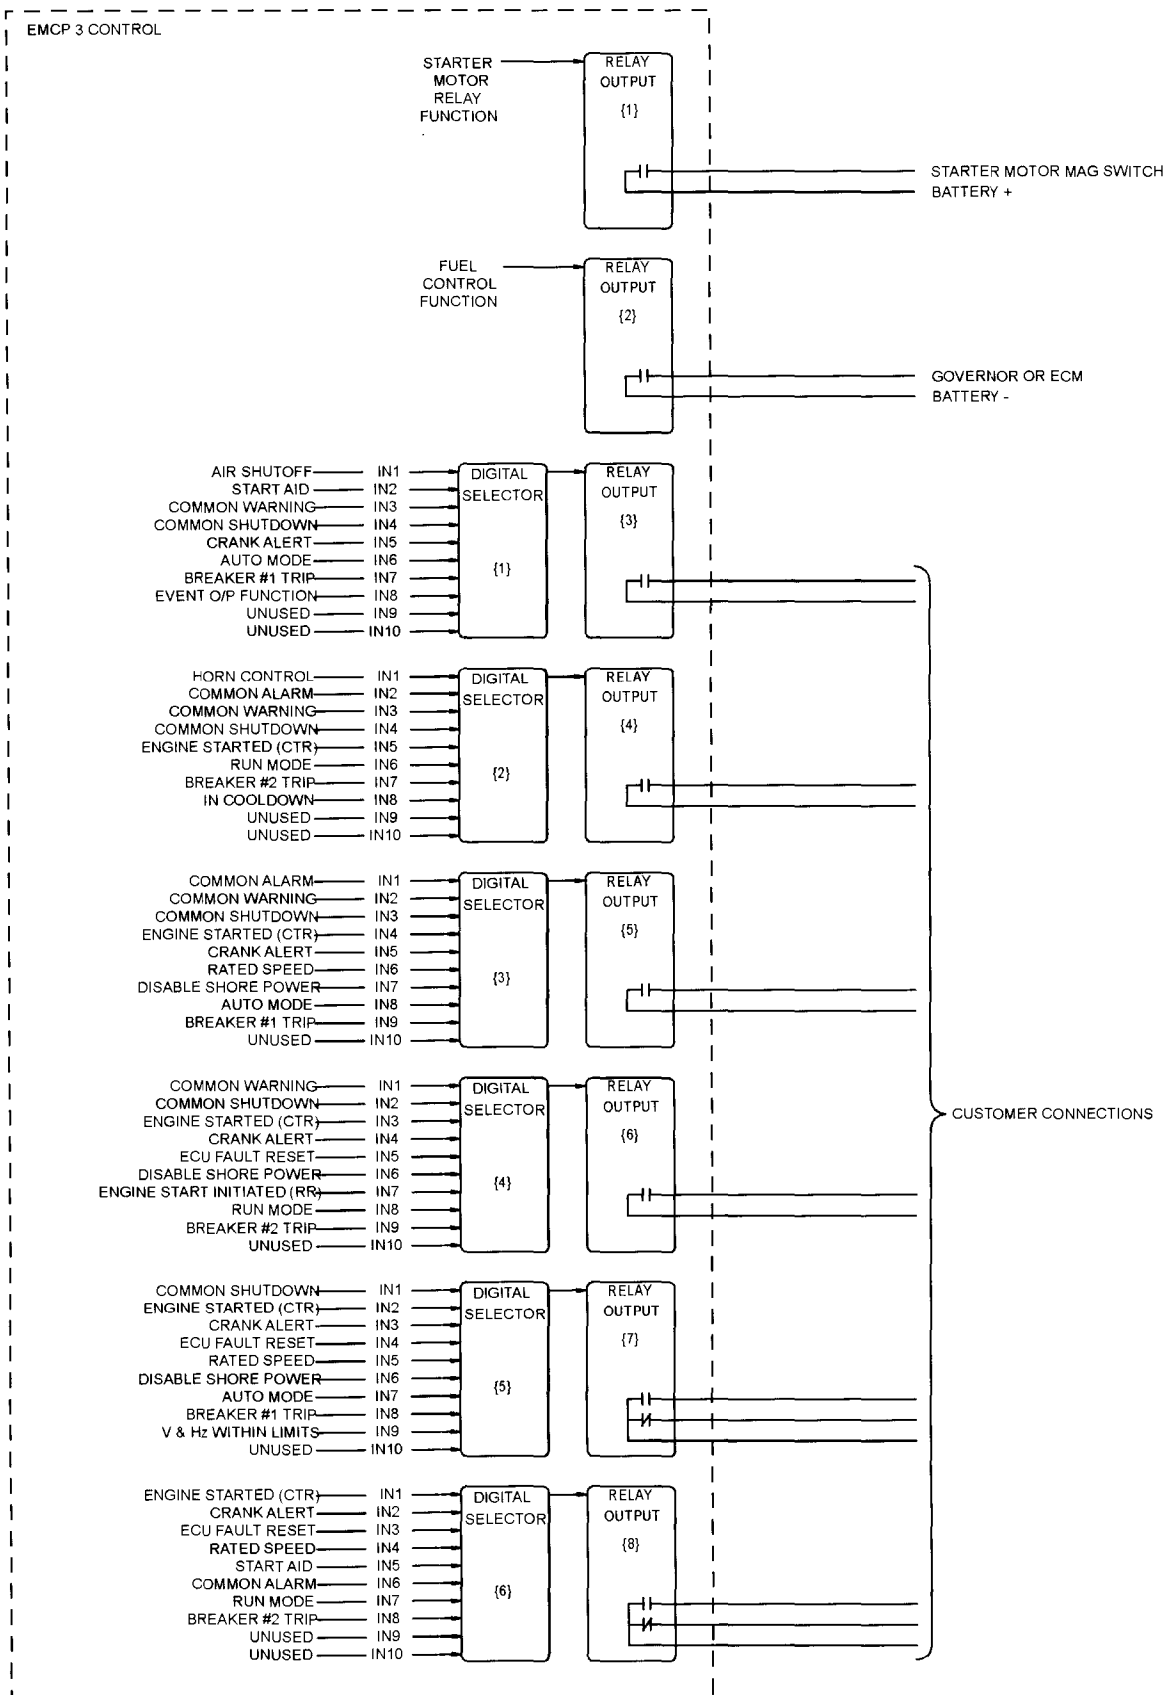 EMCP 3 CONTROL
STARTER
MOTOR
RELAY
FUNCTION
RELAY
OUTPUT
{1}
STARTER MOTOR MAG SWITCH
BATTERY +
FUEL
CONTROL
FUNCTION
RELAY
OUTPUT
{2}
GOVERNOR OR ECM
BATTERY -
AIR SHUTOFF IN1
START AID IN2
COMMON WARNING IN3
COMMON SHUTDOWN IN4
CRANK ALERT IN5
AUTO MODE IN6
BREAKER #1 TRIP IN7
EVENT O/P FUNCTION IN8
UNUSED IN9
UNUSED IN10
DIGITAL
SELECTOR
{1}
RELAY
OUTPUT
{3}
HORN CONTROL IN1
COMMON ALARM IN2
COMMON WARNING IN3
COMMON SHUTDOWN IN4
ENGINE STARTED (CTR) IN5
RUN MODE IN6
BREAKER #2 TRIP IN7
IN COOLDOWN IN8
UNUSED IN9
UNUSED IN10
DIGITAL
SELECTOR
{2}
RELAY
OUTPUT
{4}
COMMON ALARM IN1
COMMON WARNING IN2
COMMON SHUTDOWN IN3
ENGINE STARTED (CTR) IN4
CRANK ALERT IN5
RATED SPEED IN6
DISABLE SHORE POWER IN7
AUTO MODE IN8
BREAKER #1 TRIP IN9
UNUSED IN10
DIGITAL
SELECTOR
{3}
RELAY
OUTPUT
{5}
COMMON WARNING IN1
COMMON SHUTDOWN IN2
ENGINE STARTED (CTR) IN3
CRANK ALERT IN4
ECU FAULT RESET IN5
DISABLE SHORE POWER IN6
ENGINE START INITIATED (RR) IN7
RUN MODE IN8
BREAKER #2 TRIP IN9
UNUSED IN10
DIGITAL
SELECTOR
{4}
RELAY
OUTPUT
{6}
CUSTOMER CONNECTIONS
COMMON SHUTDOWN IN1
ENGINE STARTED (CTR) IN2
CRANK ALERT IN3
ECU FAULT RESET IN4
RATED SPEED IN5
DISABLE SHORE POWER IN6
AUTO MODE IN7
BREAKER #1 TRIP IN8
V & Hz WITHIN LIMITS IN9
UNUSED IN10
DIGITAL
SELECTOR
{5}
RELAY
OUTPUT
{7}
ENGINE STARTED (CTR) IN1
CRANK ALERT IN2
ECU FAULT RESET IN3
RATED SPEED IN4
START AID IN5
COMMON ALARM IN6
RUN MODE IN7
BREAKER #2 TRIP IN8
UNUSED IN9
UNUSED IN10
DIGITAL
SELECTOR
{6}
RELAY
OUTPUT
{8}